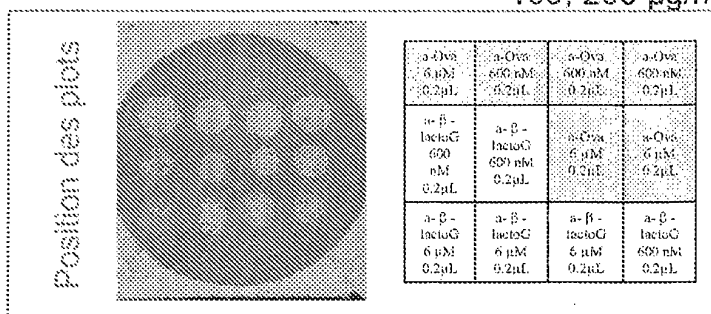 Position des plots
a-Ova
6 µM
0.2µL
a-Ova
600 nM
0.2µL
a-Ova
600 nM
0.2µL
a-Ova
600 nM
0.2µL
a- β -
lactoG
600
nM
0.2µL
a- β -
lactoG
600 nM
0.2µL
a-Ova
6 µM
0.2µL
a-Ova
6 µM
0.2µL
a- β -
lactoG
6 µM
0.2µL
a- β -
lactoG
6 µM
0.2µL
a- β -
lactoG
6 µM
0.2µL
a- β -
lactoG
600 nM
0.2µL